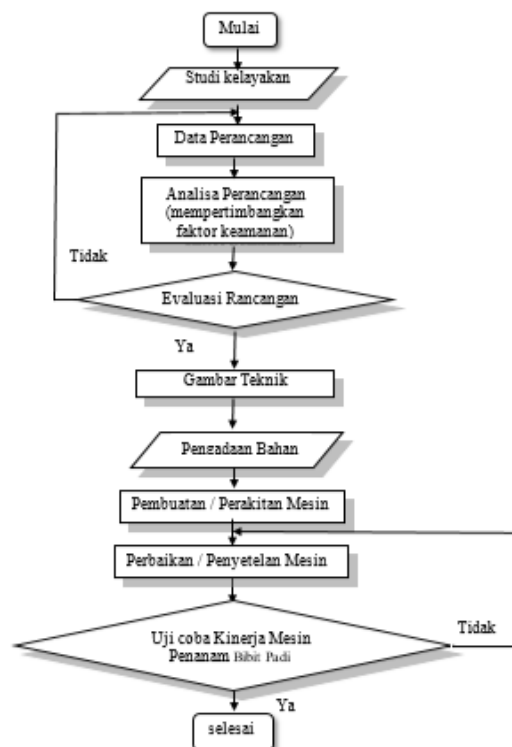 Mulai
Studi kelayakan
Data Perancangan
Analisa Perancangan
(mempertimbangkan
faktor keamanan)
Tidak
Evaluasi Rancangan
Ya
Gambar Teknik
Pengadaan Bahan
Pembuatan / Perakitan Mesin
Perbaikan / Penyetelan Mesin
Uji coba Kinerja Mesin
Penanam Bibit Padi
Tidak
Ya
selesai